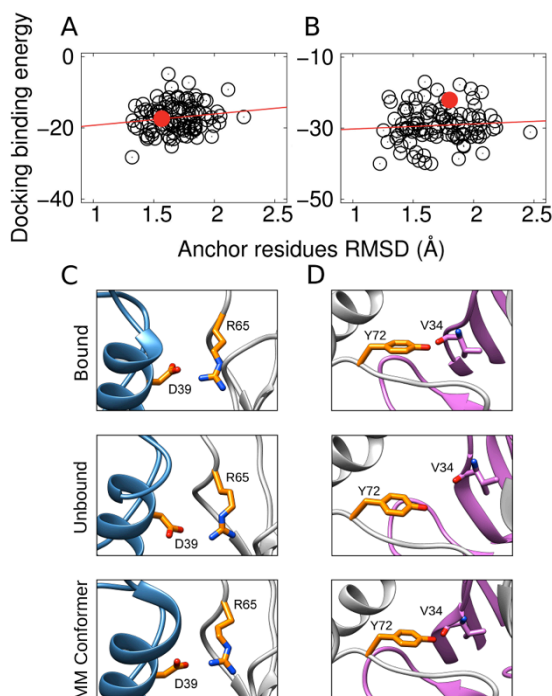 A
B
Docking binding energy
0
−20
−40
−10
−30
−50
1
1.5
2
2.5
1
1.5
2
2.5
Anchor residues RMSD (Å)
C
D
Bound
R65
D39
Y72
V34
Unbound
R65
D39
Y72
V34
MM Conformer
R65
D39
Y72
V34